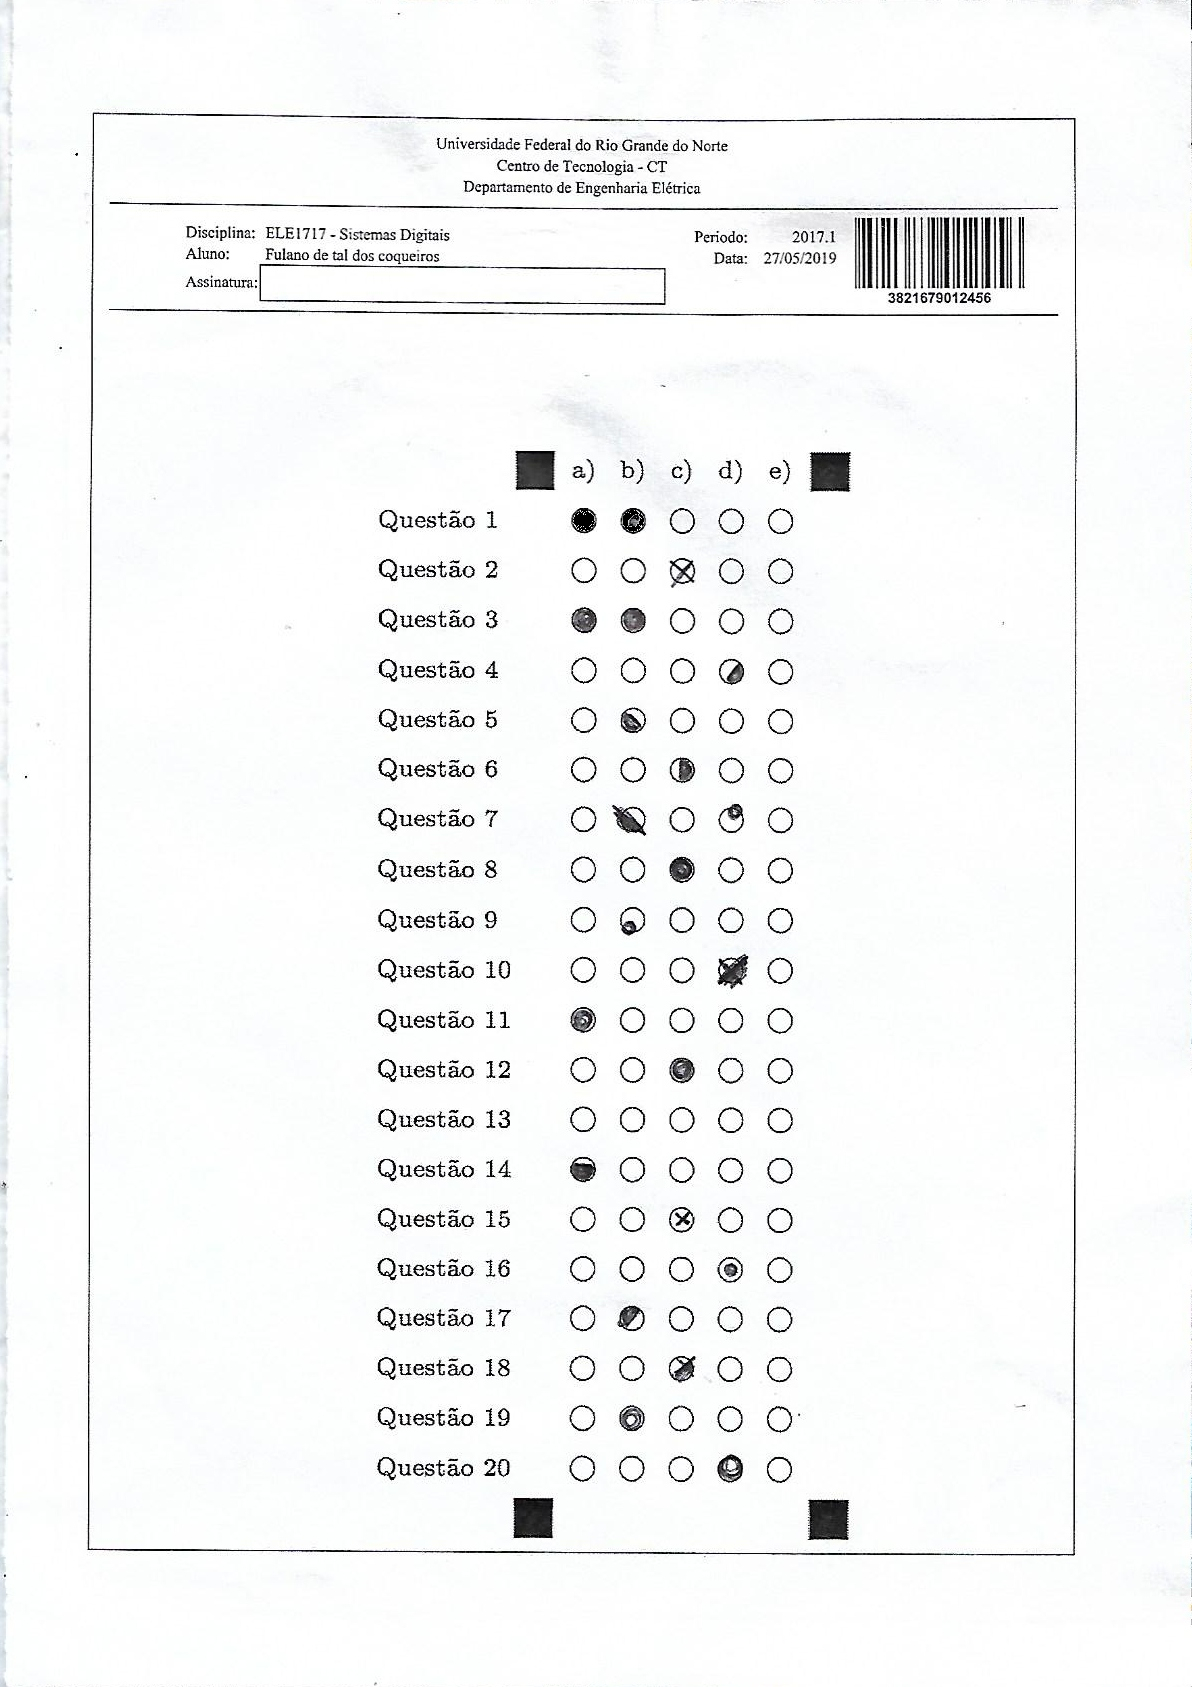 Universidade Federal do Rio Grande do Norte
Centro de Tecnologia - CT
Departamento de Engenharia Elétrica
Disciplina: ELE1717 - Sistemas Digitais
Aluno: Fulano de tal dos coqueiros
Assinatura:
Periodo: 2017.1
Data: 27/05/2019
3821679012456
a) b) c) d) e)
Questão 1
Questão 2
Questão 3
Questão 4
Questão 5
Questão 6
Questão 7
Questão 8
Questão 9
Questão 10
Questão 11
Questão 12
Questão 13
Questão 14
Questão 15
Questão 16
Questão 17
Questão 18
Questão 19
Questão 20